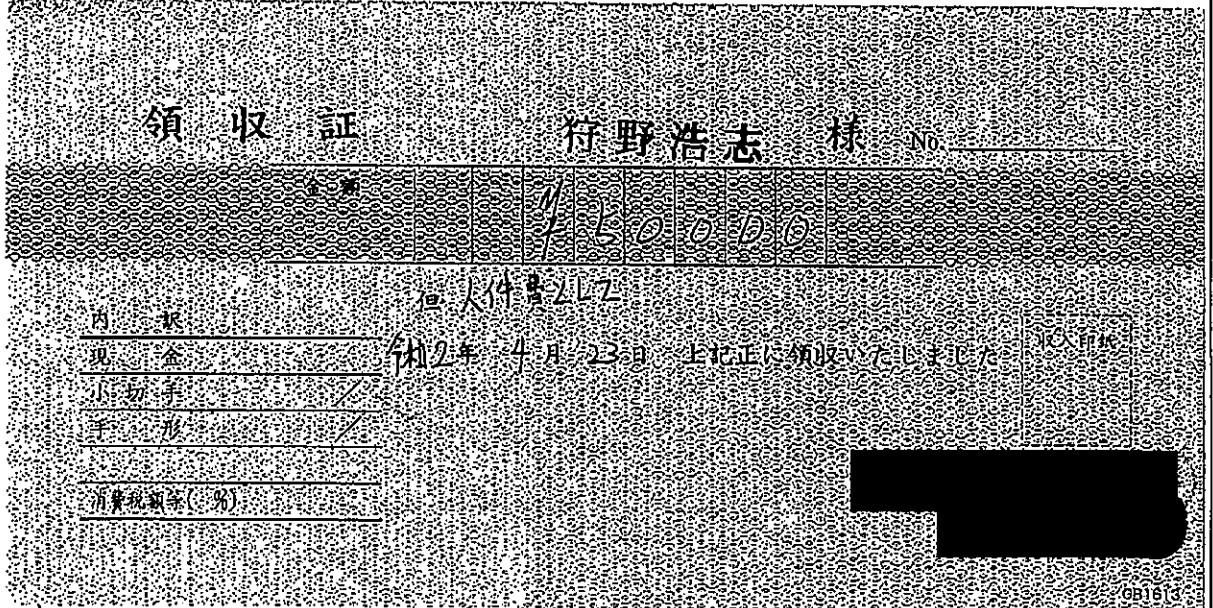 領収証 狩野浩志 様 No.
金額 ¥50000
但 人件費として
内訳
現金
令和2年 4月23日 上記正に領収いたしました
収入印紙
小切手
手形
消費税額等( %)
GB1613